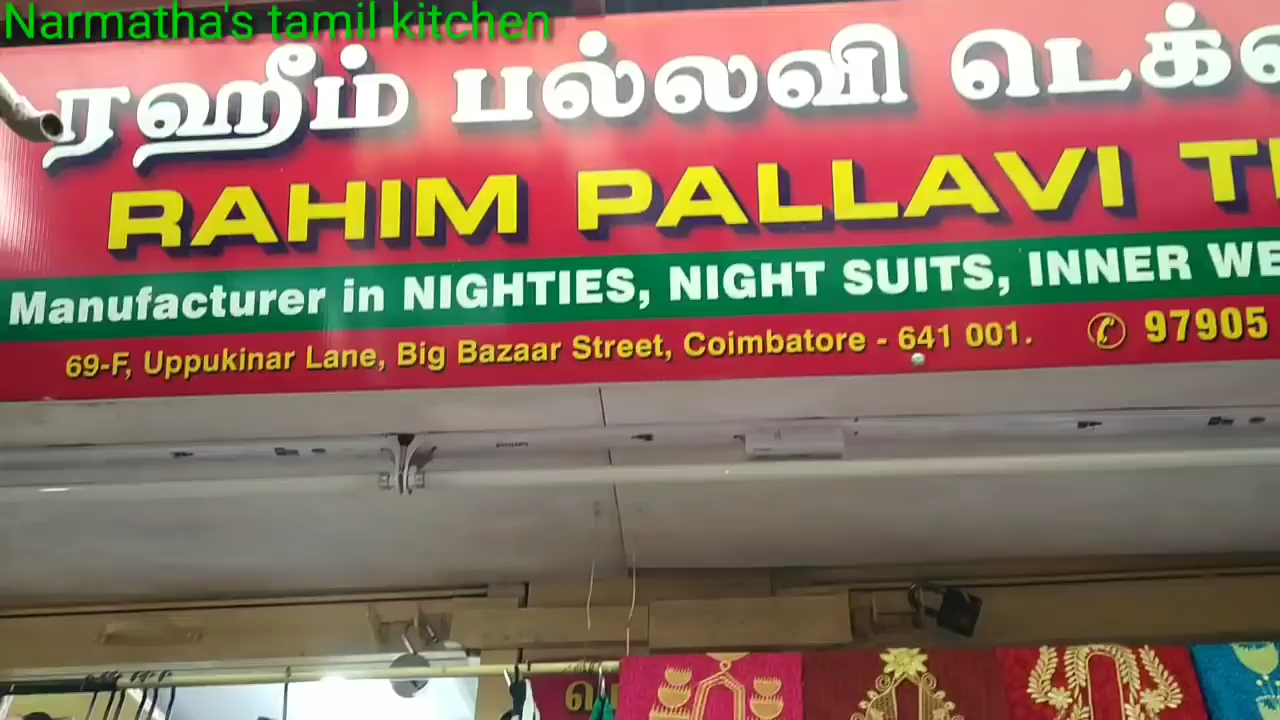 Narmatha's tamil kitchen
ரஹீம் பல்லவி
RAHIM PALLAVI
Manufacturer in NIGHTIES, NIGHT SUITS, INNER
69-F, Uppukinar Lane, Big Bazaar Street, Coimbatore - 641 001. ✆ 97905